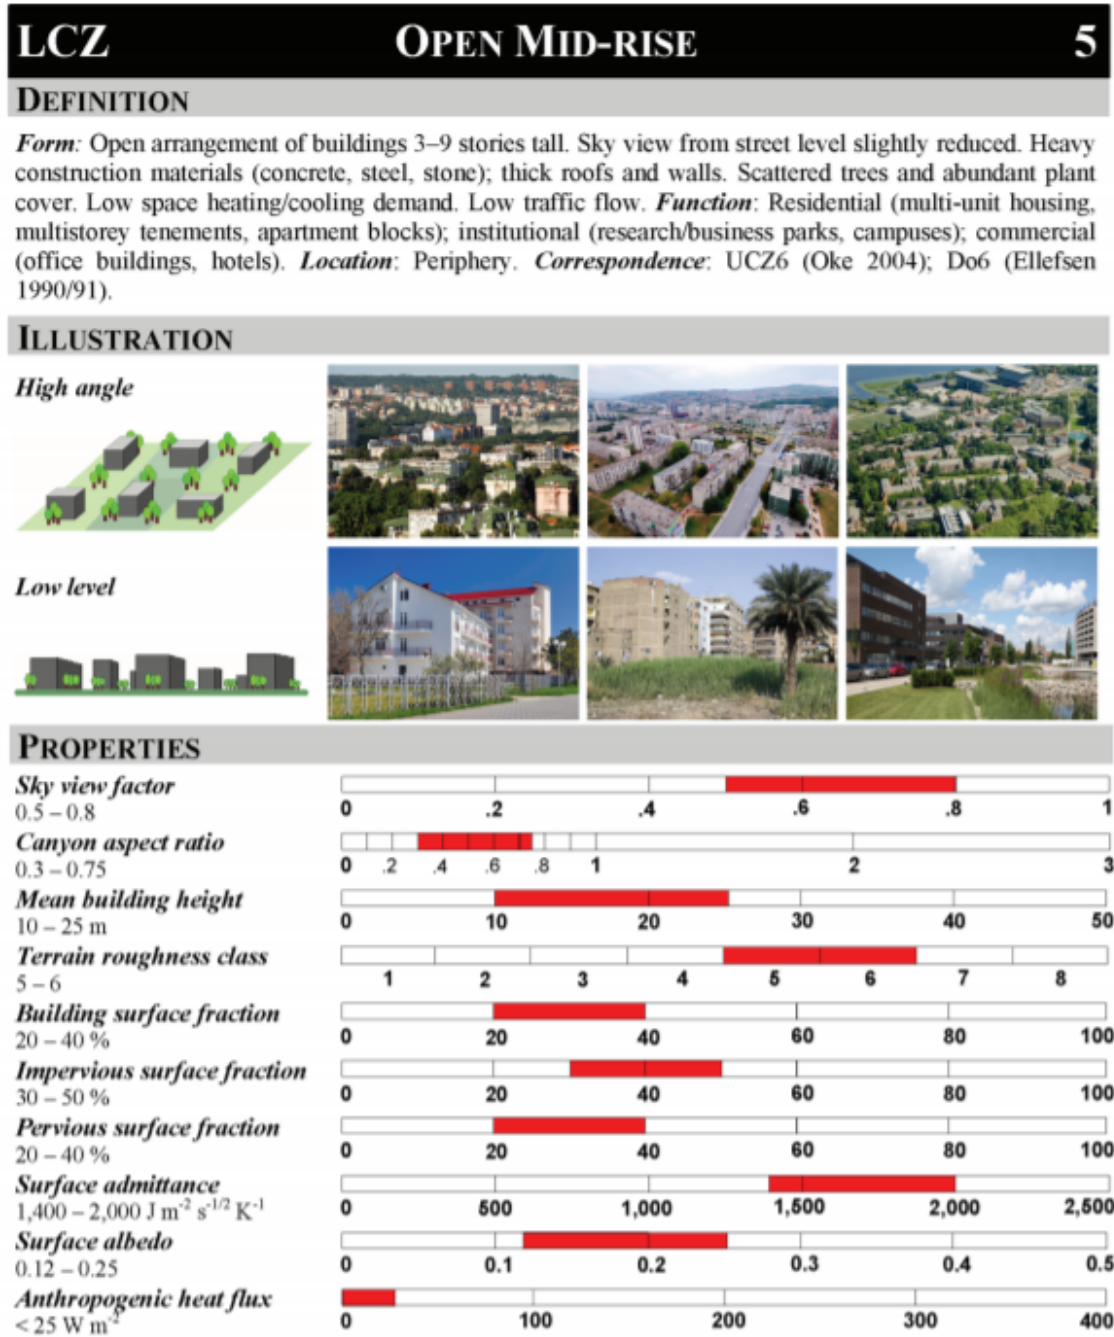 LCZ OPEN MID-RISE 5
DEFINITION
Form: Open arrangement of buildings 3–9 stories tall. Sky view from street level slightly reduced. Heavy
construction materials (concrete, steel, stone); thick roofs and walls. Scattered trees and abundant plant
cover. Low space heating/cooling demand. Low traffic flow. Function: Residential (multi-unit housing,
multistorey tenements, apartment blocks); institutional (research/business parks, campuses); commercial
(office buildings, hotels). Location: Periphery. Correspondence: UCZ6 (Oke 2004); Do6 (Ellefsen
1990/91).
ILLUSTRATION
High angle
Low level
PROPERTIES
Sky view factor
0.5 – 0.8
0 .2 .4 .6 .8 1
Canyon aspect ratio
0.3 – 0.75
0 .2 .4 .6 .8 1 2 3
Mean building height
10 – 25 m
0 10 20 30 40 50
Terrain roughness class
5 – 6
1 2 3 4 5 6 7 8
Building surface fraction
20 – 40 %
0 20 40 60 80 100
Impervious surface fraction
30 – 50 %
0 20 40 60 80 100
Pervious surface fraction
20 – 40 %
0 20 40 60 80 100
Surface admittance
1,400 – 2,000 J m⁻² s⁻¹/² K⁻¹
0 500 1,000 1,500 2,000 2,500
Surface albedo
0.12 – 0.25
0 0.1 0.2 0.3 0.4 0.5
Anthropogenic heat flux
< 25 W m⁻²
0 100 200 300 400